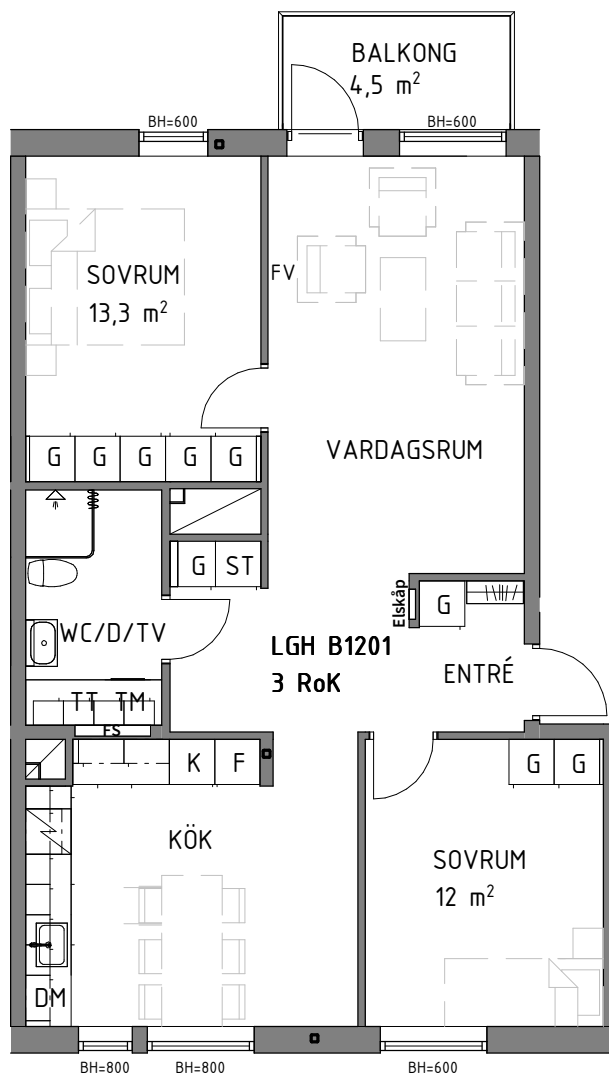 BALKONG
4,5 m²
BH=600
BH=600
SOVRUM
13,3 m²
FV
VARDAGSRUM
G G G G G
G ST
Elskåp
G
WC/D/TV
LGH B1201
3 RoK
ENTRÉ
TT TM
FS
K F
G G
KÖK
SOVRUM
12 m²
DM
BH=800
BH=800
BH=600